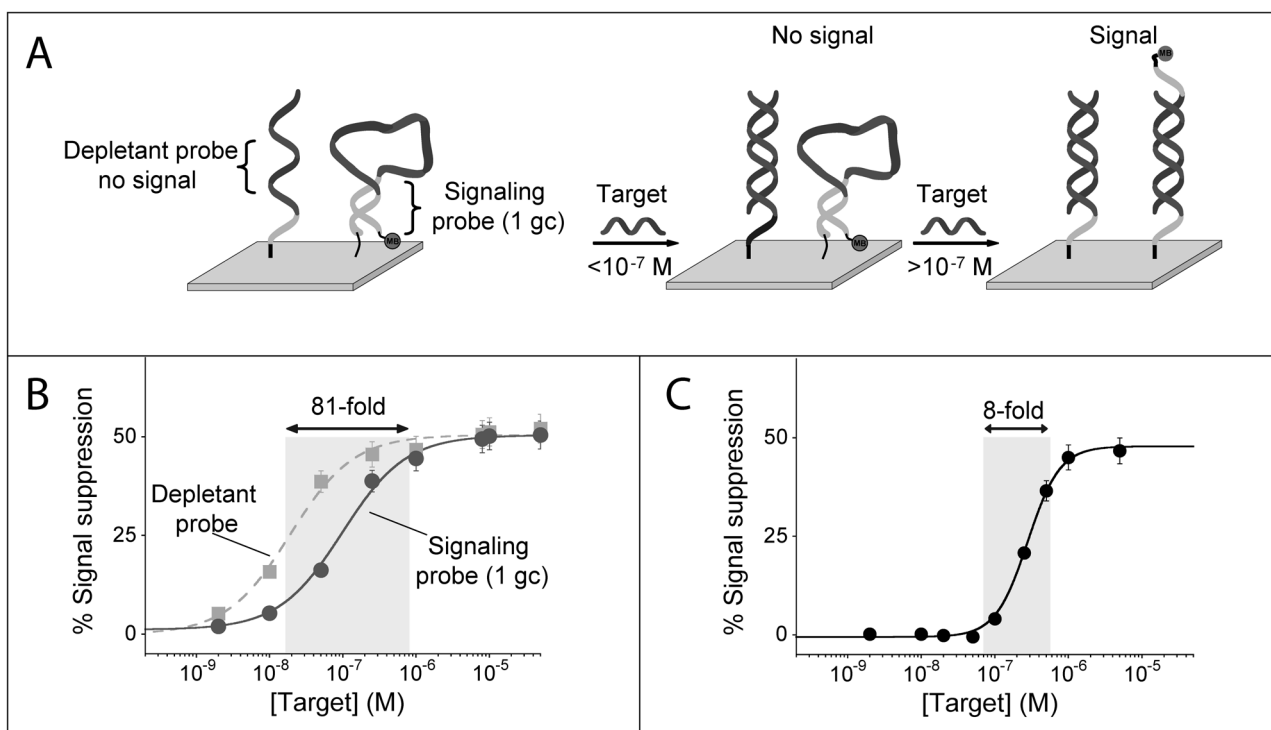 A
No signal
Signal
MB
Depletant probe
no signal
Signaling
probe (1 gc)
MB
Target
<10⁻⁷ M
MB
Target
>10⁻⁷ M
B
81-fold
% Signal suppression
50
25
0
Depletant
probe
Signaling
probe (1 gc)
10⁻⁹
10⁻⁸
10⁻⁷
10⁻⁶
10⁻⁵
[Target] (M)
C
8-fold
% Signal suppression
50
25
0
10⁻⁹
10⁻⁸
10⁻⁷
10⁻⁶
10⁻⁵
[Target] (M)